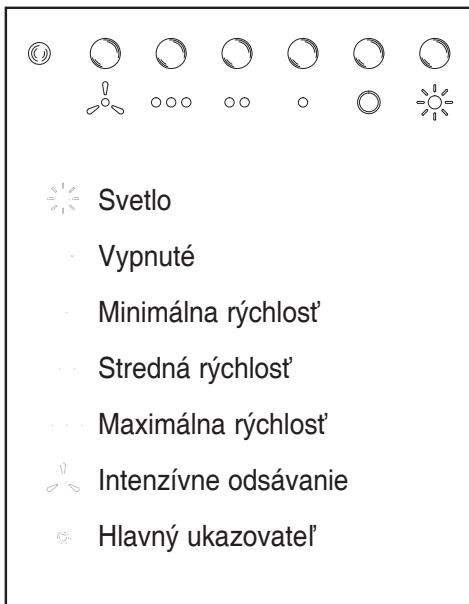 Svetlo
Vypnuté
Minimálna rýchlosť
Stredná rýchlosť
Maximálna rýchlosť
Intenzívne odsávanie
Hlavný ukazovateľ